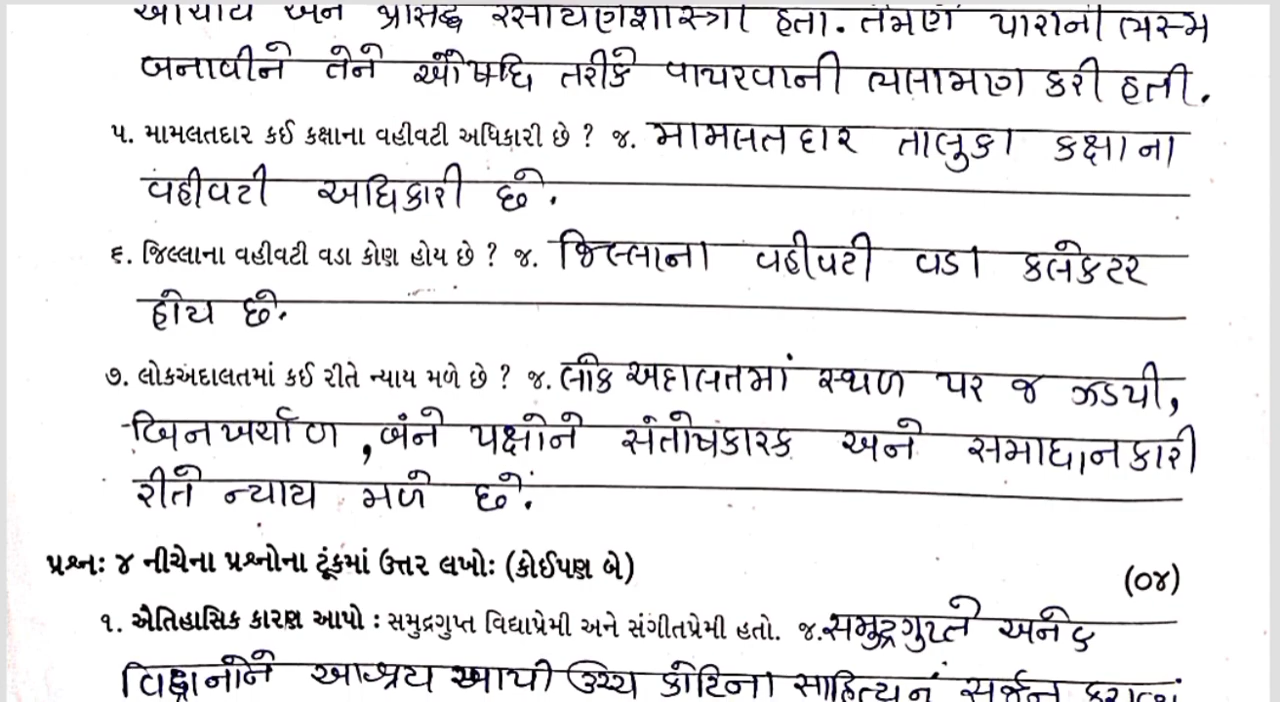 આચાર્ય અને પ્રસિદ્ધ રસાયણશાસ્ત્રી હતા. તેમણે પારાની ભસ્મ
બનાવીને તેને ઔષધિ તરીકે વાપરવાની ભલામણ કરી હતી.
૫. મામલતદાર કઈ કક્ષાના વહીવટી અધિકારી છે ? જ. મામલતદાર તાલુકા કક્ષાના
વહીવટી અધિકારી છે.
૬. જિલ્લાના વહીવટી વડા કોણ હોય છે ? જ. જિલ્લાના વહીવટી વડા કલેકટર
હોય છે.
૭. લોકઅદાલતમાં કઈ રીતે ન્યાય મળે છે ? જ. લોક અદાલતમાં સ્થળ પર જ ઝડપી,
બિનખર્ચાળ, બંને પક્ષોને સંતોષકારક અને સમાધાનકારી
રીતે ન્યાય મળે છે.
પ્રશ્નઃ ૪ નીચેના પ્રશ્નોના ટૂંકમાં ઉત્તર લખોઃ (કોઈપણ બે) (૦૪)
૧. ઐતિહાસિક કારણ આપો : સમુદ્રગુપ્ત વિદ્યાપ્રેમી અને સંગીતપ્રેમી હતો. જ. સમુદ્રગુપ્તે અનેક
વિદ્વાનોને આશ્રય આપી ઉચ્ચ કોટિના સાહિત્યનું સર્જન કરાવ્યું